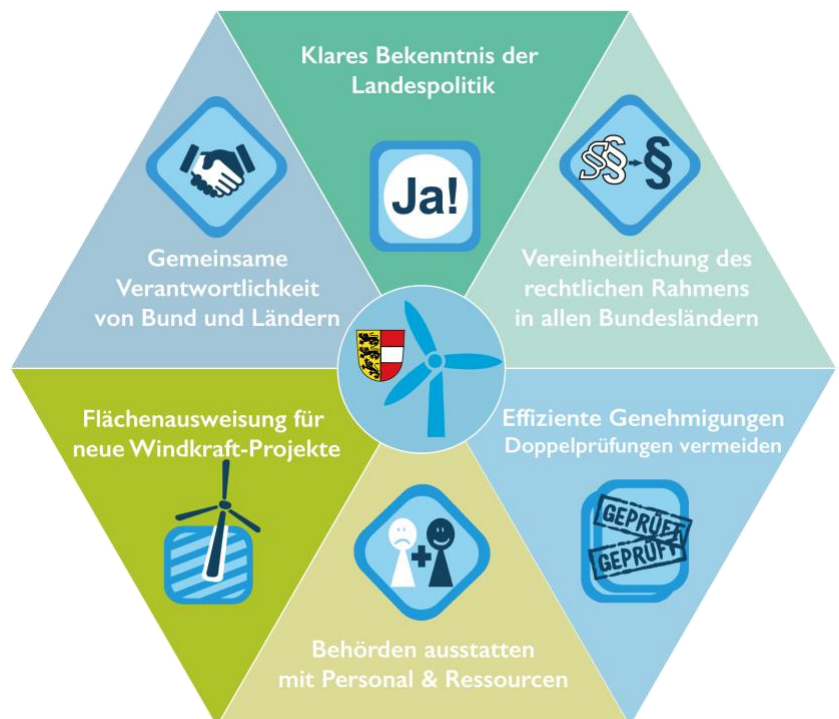 Klares Bekenntnis der
Landespolitik
Ja!
Vereinheitlichung des
rechtlichen Rahmens
in allen Bundesländern
§§§ → §
Effiziente Genehmigungen
Doppelprüfungen vermeiden
GEPRÜFT
GEPRÜFT
Behörden ausstatten
mit Personal & Ressourcen
+
Flächenausweisung für
neue Windkraft-Projekte
Gemeinsame
Verantwortlichkeit
von Bund und Ländern